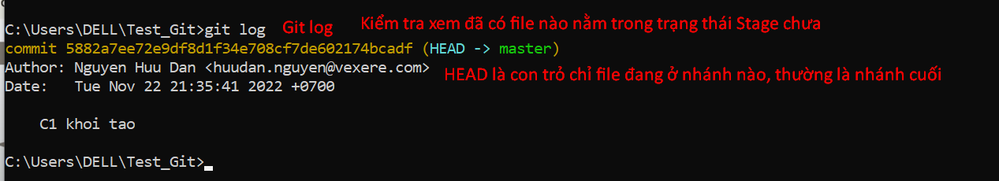 C:\Users\DELL\Test_Git>git log Git log Kiểm tra xem đã có file nào nằm trong trạng thái Stage chưa
commit 5882a7ee72e9df8d1f34e708cf7de602174bcadf (HEAD -> master)
Author: Nguyen Huu Dan <huudan.nguyen@vexere.com> HEAD là con trỏ chỉ file đang ở nhánh nào, thường là nhánh cuối
Date: Tue Nov 22 21:35:41 2022 +0700
C1 khoi tao
C:\Users\DELL\Test_Git>